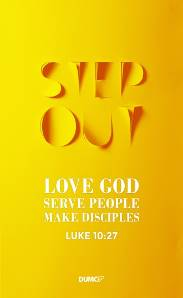 STEP
OUT
LOVE GOD
SERVE PEOPLE
MAKE DISCIPLES
LUKE 10:27
DUMC